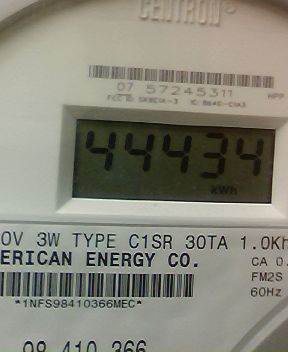 CENTRON®
07 57245311
44434
kWh
0V 3W TYPE C1SR 30TA 1.0Kh
ERICAN ENERGY CO.
CA 0.
FM2S
60Hz
*1NFS98410366MEC*
98 410 366